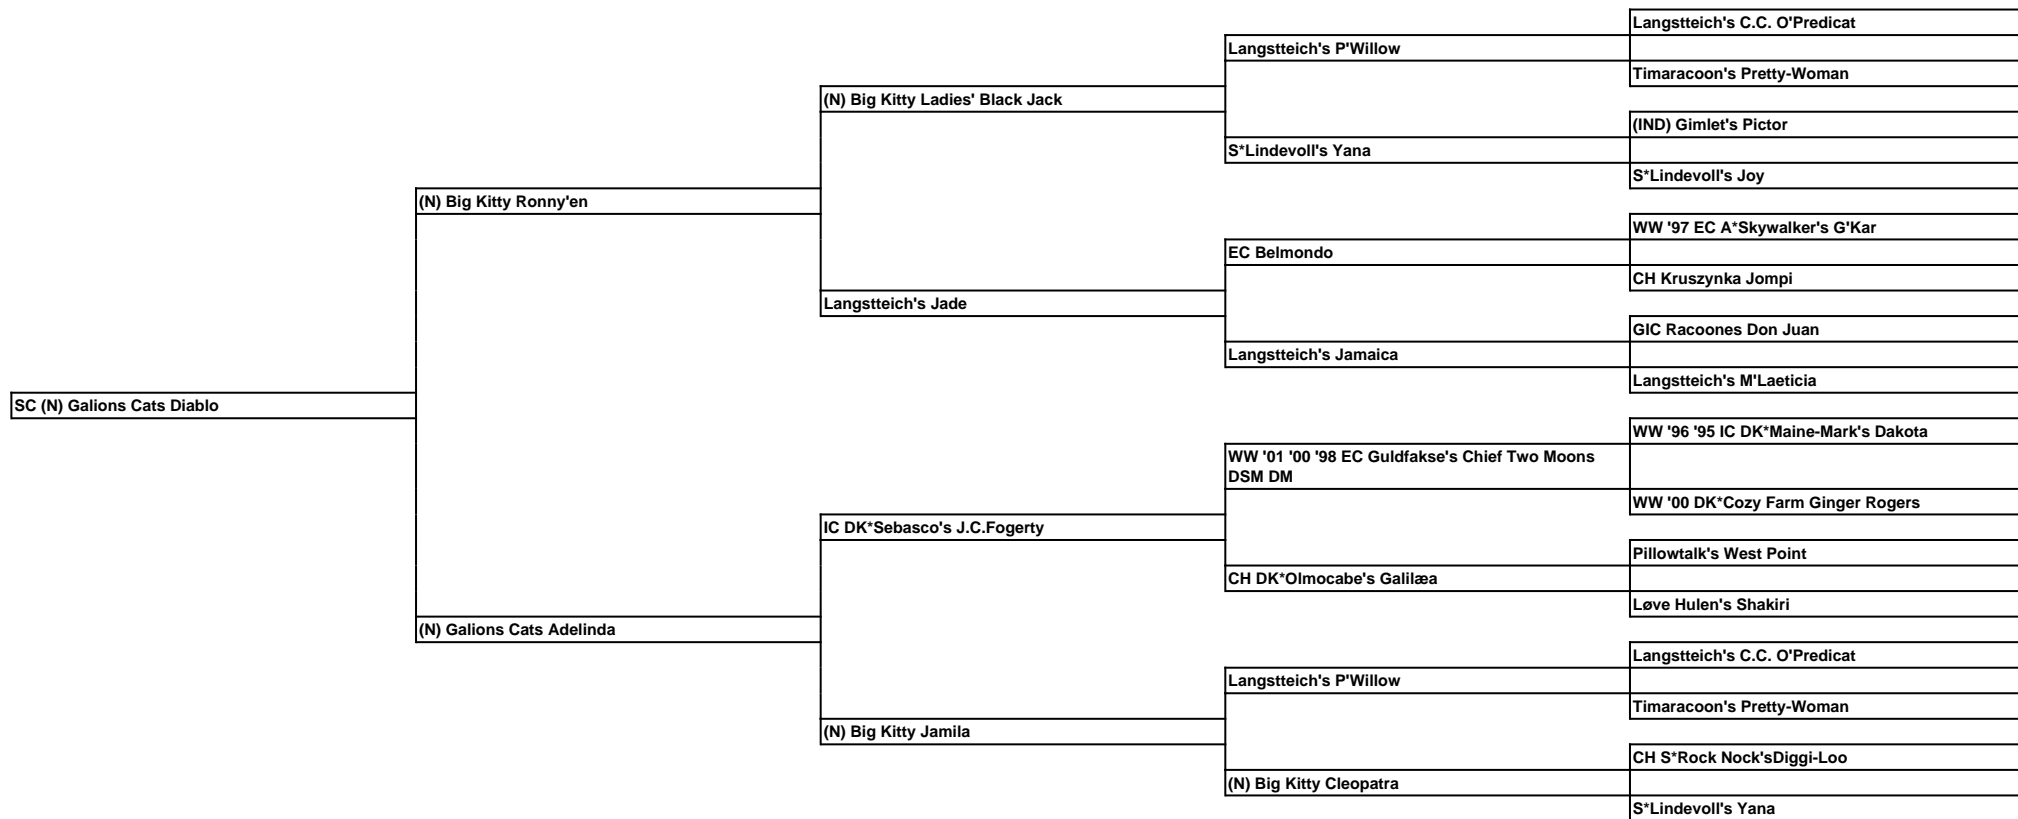 Langstteich's C.C. O'Predicat
Langstteich's P'Willow
Timaracoon's Pretty-Woman
(N) Big Kitty Ladies' Black Jack
(IND) Gimlet's Pictor
S*Lindevoll's Yana
S*Lindevoll's Joy
(N) Big Kitty Ronny'en
WW '97 EC A*Skywalker's G'Kar
EC Belmondo
CH Kruszynka Jompi
Langstteich's Jade
GIC Racoones Don Juan
Langstteich's Jamaica
Langstteich's M'Laeticia
SC (N) Galions Cats Diablo
WW '96 '95 IC DK*Maine-Mark's Dakota
WW '01 '00 '98 EC Guldfakse's Chief Two Moons
DSM DM
WW '00 DK*Cozy Farm Ginger Rogers
IC DK*Sebasco's J.C.Fogerty
Pillowtalk's West Point
CH DK*Olmocabe's Galilæa
Løve Hulen's Shakiri
(N) Galions Cats Adelinda
Langstteich's C.C. O'Predicat
Langstteich's P'Willow
Timaracoon's Pretty-Woman
(N) Big Kitty Jamila
CH S*Rock Nock'sDiggi-Loo
(N) Big Kitty Cleopatra
S*Lindevoll's Yana